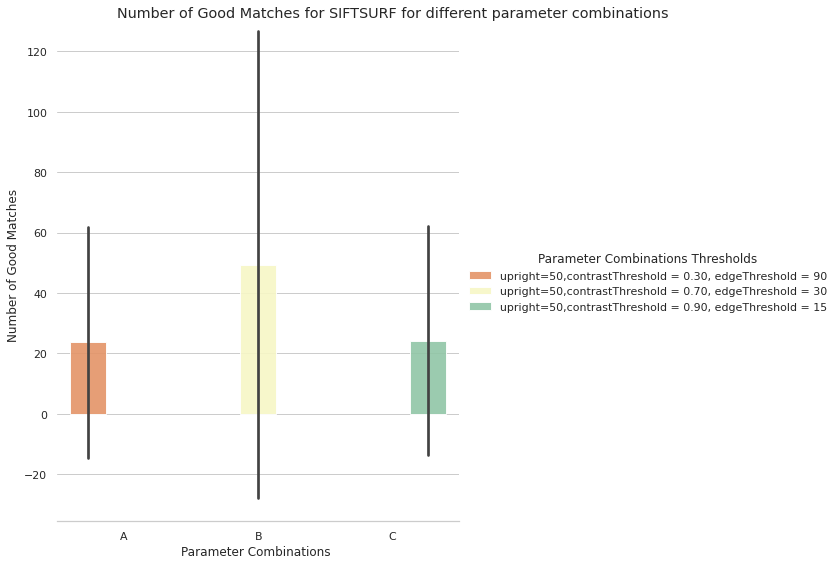 Number of Good Matches for SIFTSURF for different parameter combinations
120
100
80
60
40
20
0
−20
Number of Good Matches
A B C
Parameter Combinations
Parameter Combinations Thresholds
upright=50,contrastThreshold = 0.30, edgeThreshold = 90
upright=50,contrastThreshold = 0.70, edgeThreshold = 30
upright=50,contrastThreshold = 0.90, edgeThreshold = 15